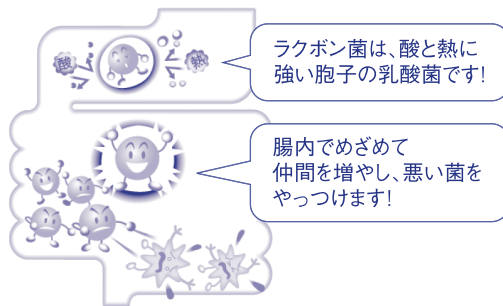 酸
熱
ラクボン菌は、酸と熱に
強い胞子の乳酸菌です!
腸内でめざめて
仲間を増やし、悪い菌を
やっつけます!